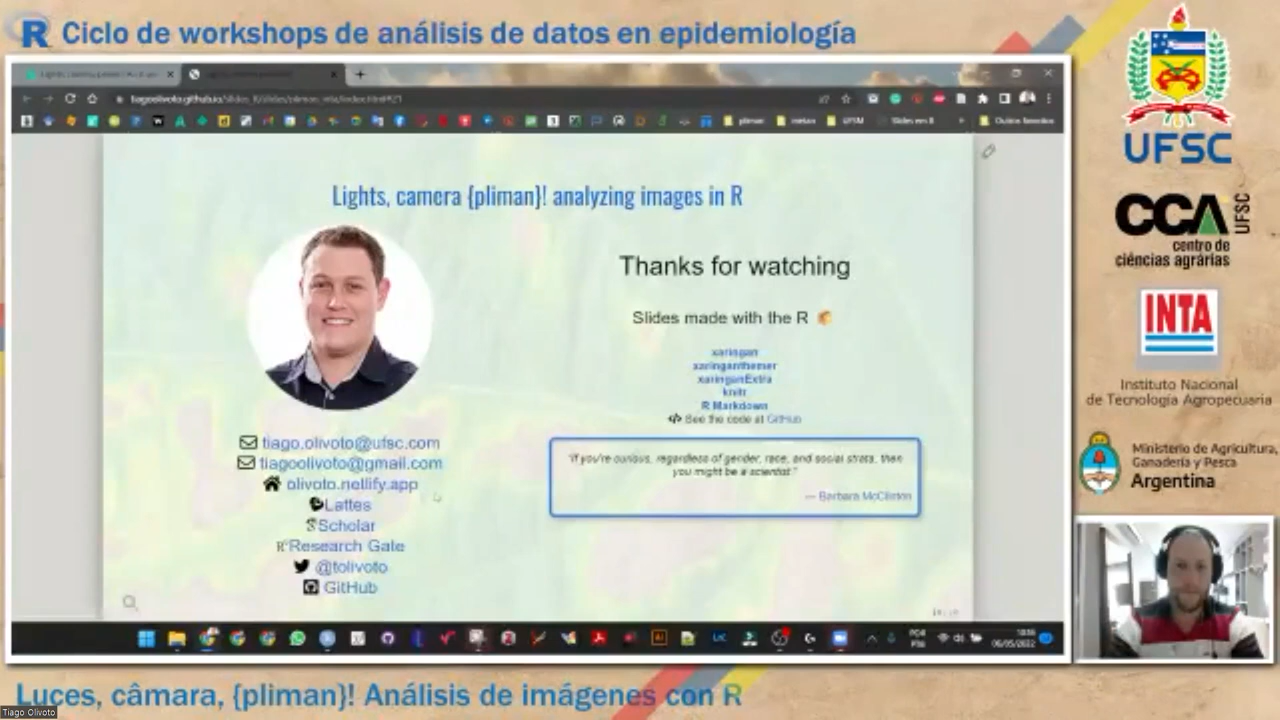 R Ciclo de workshops de análisis de datos en epidemiología
UFSC
CCA UFSC
centro de
ciências agrárias
INTA
Instituto Nacional
de Tecnología Agropecuaria
Ministerio de Agricultura,
Ganadería y Pesca
Argentina
Lights, camera {pliman}! analyzing images in R
tiago.olivoto@ufsc.com
tiagoolivoto@gmail.com
olivoto.netlify.app
Lattes
Scholar
Research Gate
@tolivoto
GitHub
Thanks for watching
Slides made with the R
xaringan
xaringanthemer
xaringanExtra
knitr
R Markdown
</> See the code at GitHub
"If you're curious, regardless of gender, race, and social strata, then
you might be a scientist."
— Barbara McClinton
06/05/2022
Luces, câmara, {pliman}! Análisis de imágenes con R
Tiago Olivoto